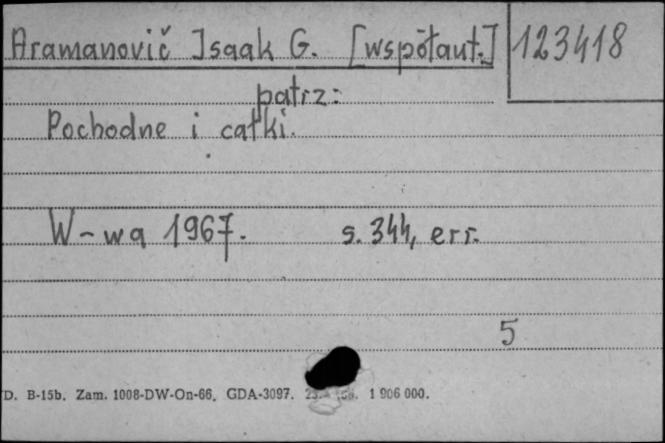 Aramanovič Isaak G. [współaut.] 123418
patrz:
Pochodne i całki.
W-wa 1967. s. 344, err.
5
D. B-15b. Zam. 1008-DW-On-66. GDA-3097. 1 906 000.